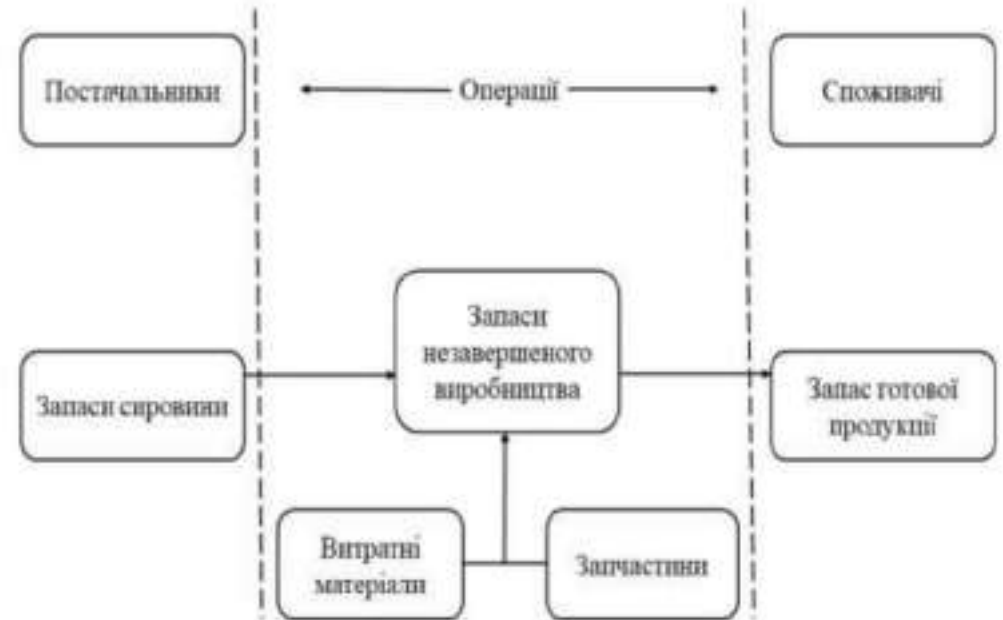 Постачальники
Операції
Споживачі
Запаси
незавершеного
виробництва
Запаси сировини
Запас готової
продукції
Витратні
матеріали
Запчастини